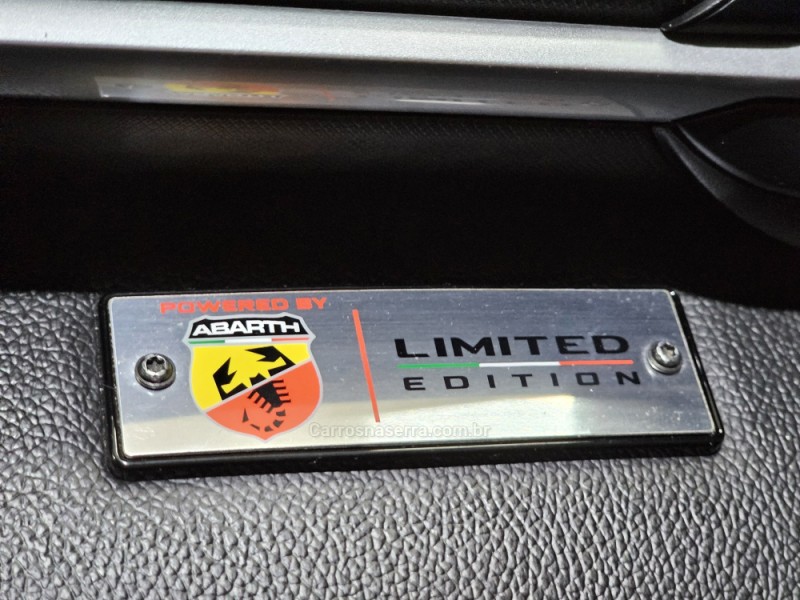 POWERED BY
ABARTH
LIMITED
EDITION
Carrosnaserra.com.br